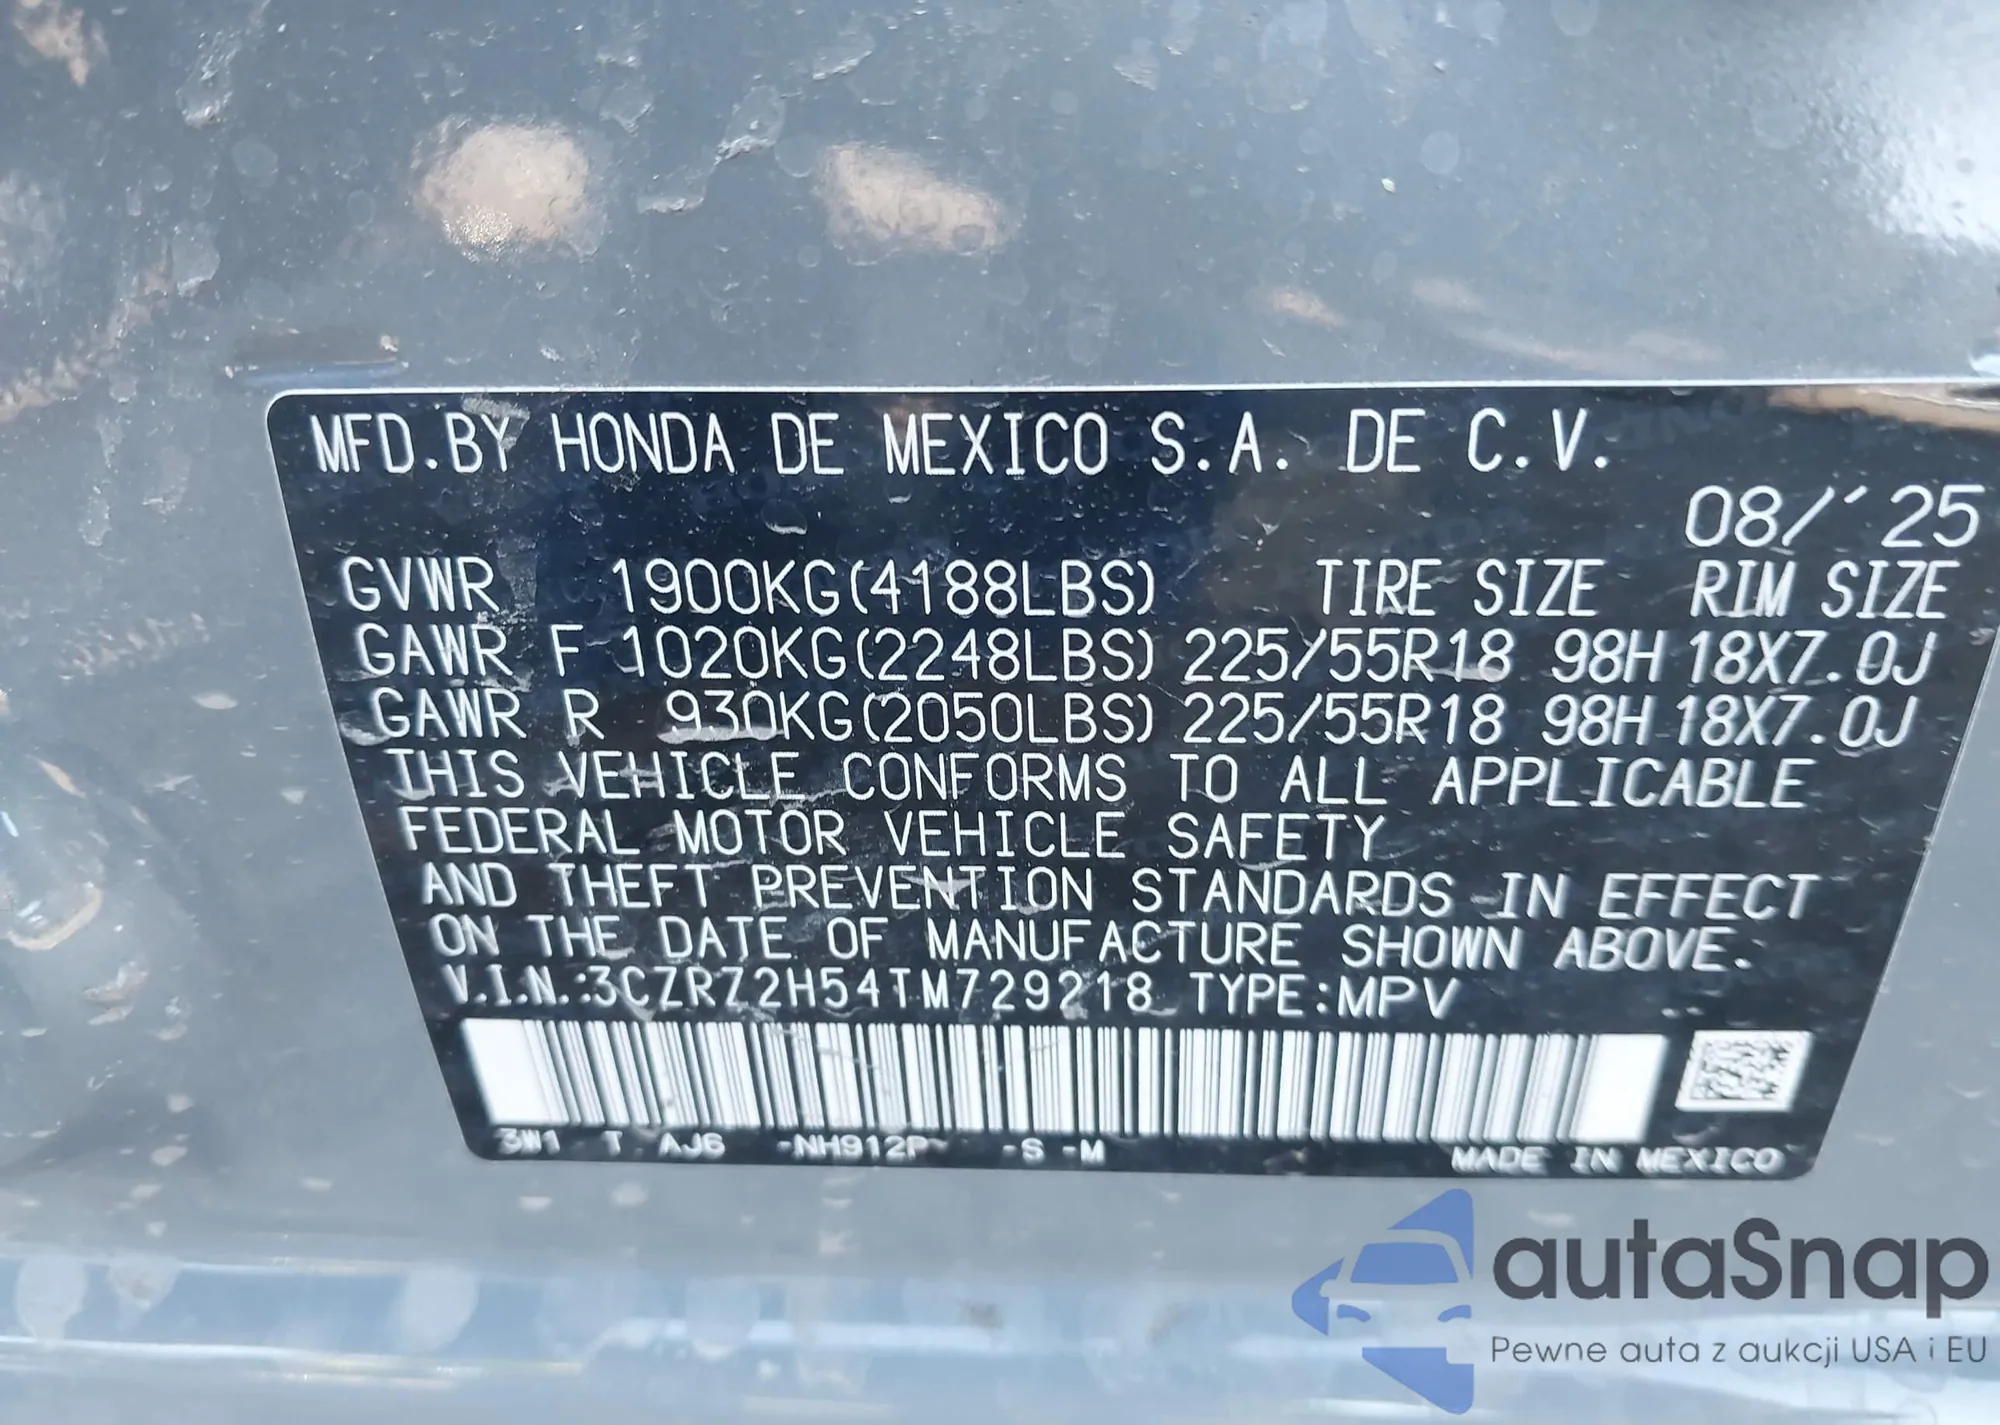 MFD.BY HONDA DE MEXICO S.A. DE C.V.
08/'25
GVWR 1900KG(4188LBS) TIRE SIZE RIM SIZE
GAWR F 1020KG(2248LBS) 225/55R18 98H 18X7.0J
GAWR R 930KG(2050LBS) 225/55R18 98H 18X7.0J
THIS VEHICLE CONFORMS TO ALL APPLICABLE
FEDERAL MOTOR VEHICLE SAFETY
AND THEFT PREVENTION STANDARDS IN EFFECT
ON THE DATE OF MANUFACTURE SHOWN ABOVE.
V.I.N.:3CZRZ2H54TM729218 TYPE:MPV
3W1 T AJ6 -NH912P -S -M MADE IN MEXICO
autaSnap
Pewne auta z aukcji USA i EU